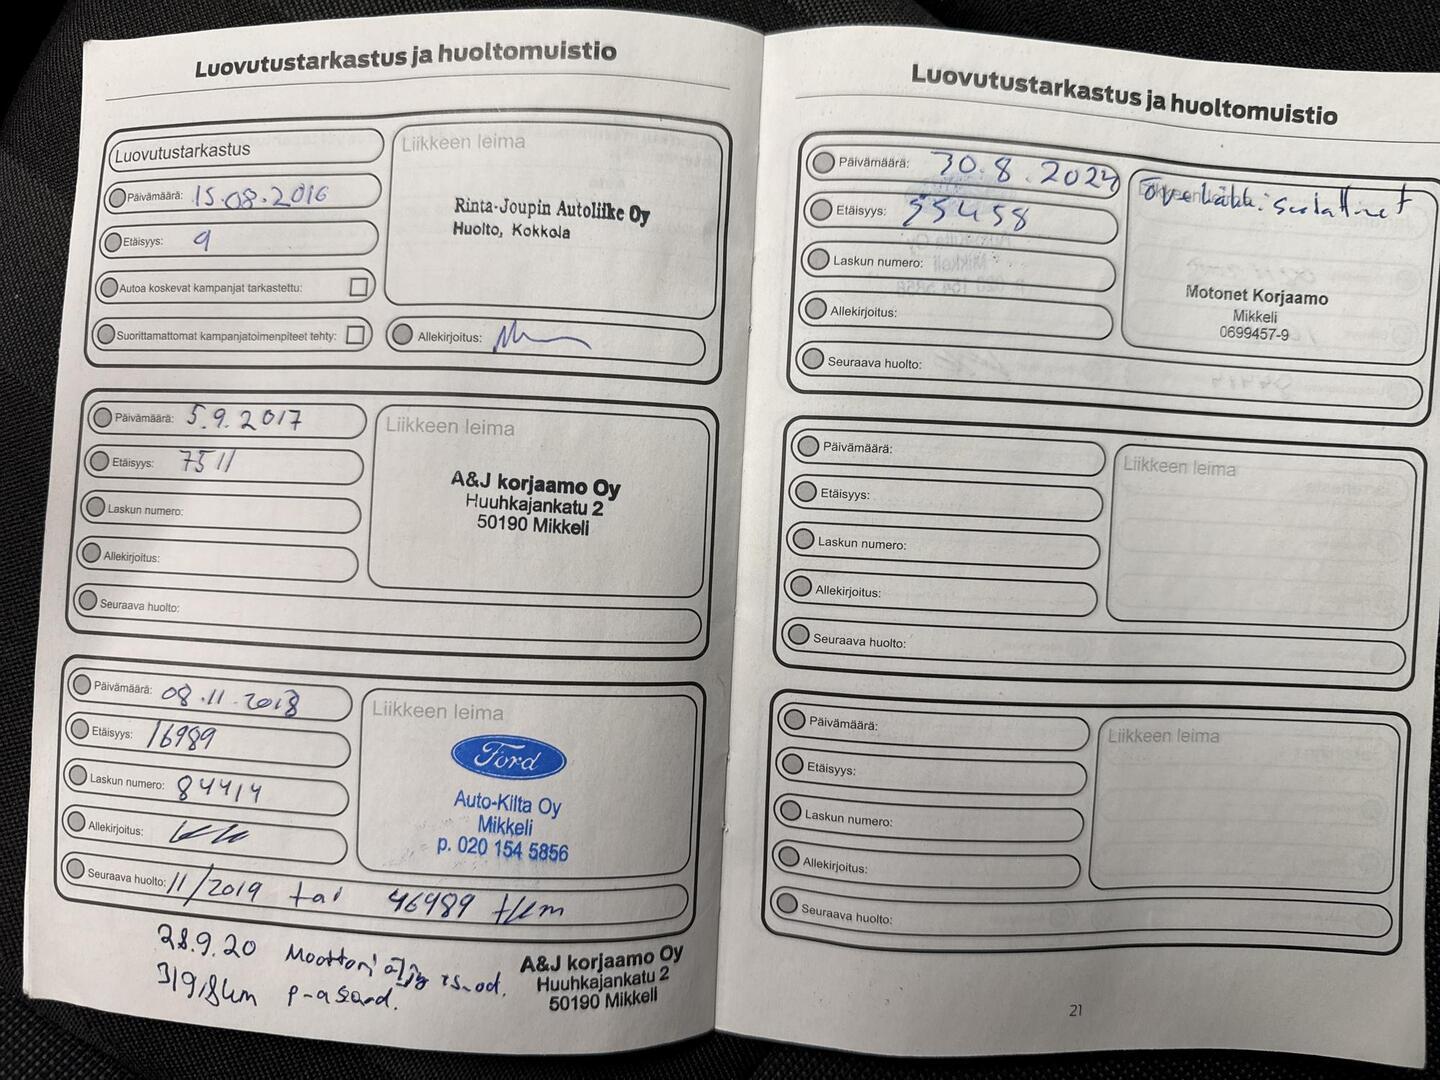 Luovutustarkastus ja huoltomuistio
Luovutustarkastus
Päivämäärä: 15.08.2016
Etäisyys: 9
Autoa koskevat kampanjat tarkastettu:
Suorittamattomat kampanjatoimenpiteet tehty:
Liikkeen leima
Rinta-Joupin Autoliike Oy
Huolto, Kokkola
Allekirjoitus:
Päivämäärä: 5.9.2017
Etäisyys: 7511
Laskun numero:
Allekirjoitus:
Seuraava huolto:
Liikkeen leima
A&J korjaamo Oy
Huuhkajankatu 2
50190 Mikkeli
Päivämäärä: 08.11.2018
Etäisyys: 16989
Laskun numero: 84414
Allekirjoitus:
Seuraava huolto: 11/2019 tai 46989 tkm
Liikkeen leima
Ford
Auto-Kilta Oy
Mikkeli
p. 020 154 5856
28.9.20 Moottori
p-a
A&J korjaamo Oy
Huuhkajankatu 2
50190 Mikkeli
Luovutustarkastus ja huoltomuistio
Päivämäärä: 30.8.2024
Etäisyys: 55458
Laskun numero:
Allekirjoitus:
Seuraava huolto:
Motonet Korjaamo
Mikkeli
0699457-9
Päivämäärä:
Etäisyys:
Laskun numero:
Allekirjoitus:
Seuraava huolto:
Liikkeen leima
Päivämäärä:
Etäisyys:
Laskun numero:
Allekirjoitus:
Seuraava huolto:
Liikkeen leima
21